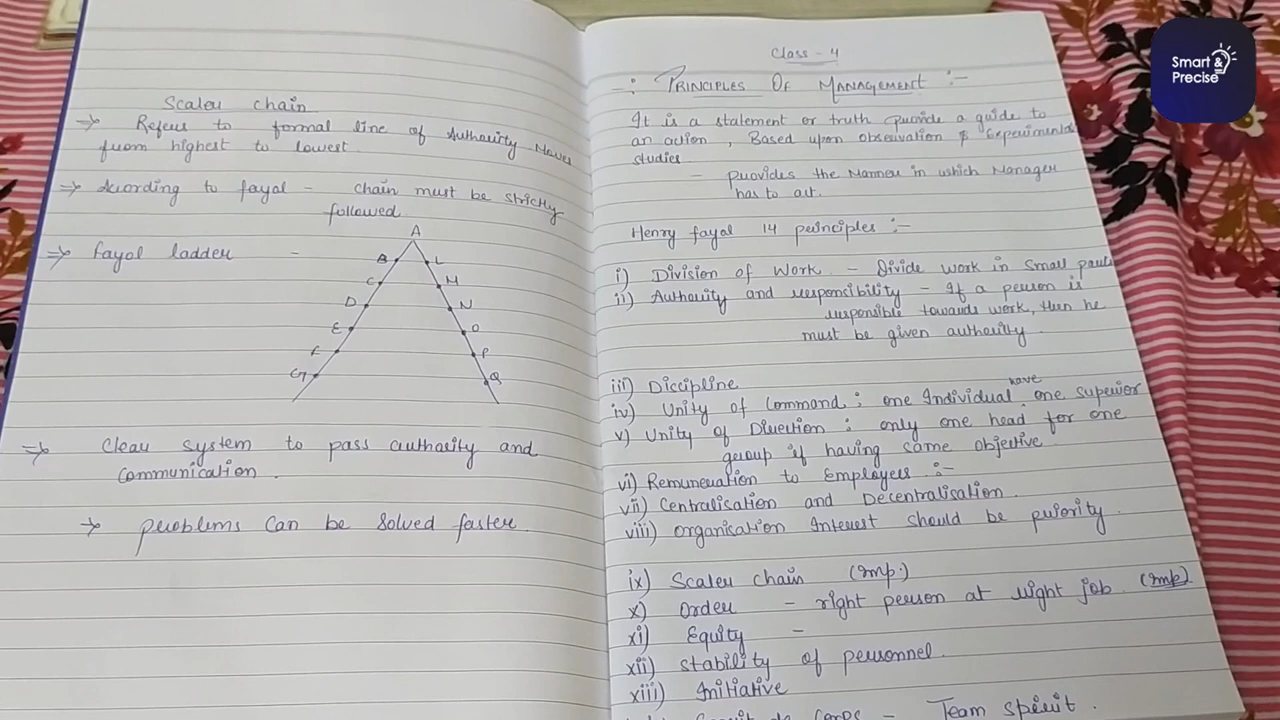 Scaler chain
→ Refers to formal line of Authority Moves
from highest to lowest.
⇒ According to fayol - chain must be strictly
followed.
⇒ fayol ladder -
A
B L
C M
D N
E O
F P
G Q
⇒ Clear system to pass authority and
communication.
→ problems can be solved faster.
Class - 4
-: PRINCIPLES OF MANAGEMENT :-
It is a statement or truth provide a guide to
an action, Based upon observation & Experimental
studies
- provides the Manner in which Manager
has to act.
Henry fayol 14 principles :-
i) Division of Work. - Divide work in small parts
ii) Authority and responsibility - If a person is
responsible towards work, then he
must be given authority.
iii) Discipline
iv) Unity of Command : one Individual have one superior
v) Unity of Direction : only one head for one
group if having same objective
vi) Remuneration to Employees :-
vii) Centralisation and Decentralisation.
viii) Organisation Interest should be priority.
ix) Scaler chain (Imp.)
x) Order - right person at right job. (Imp)
xi) Equity -
xii) Stability of personnel.
xiii) Initiative
de Corps - Team spirit.
Smart &
Precise